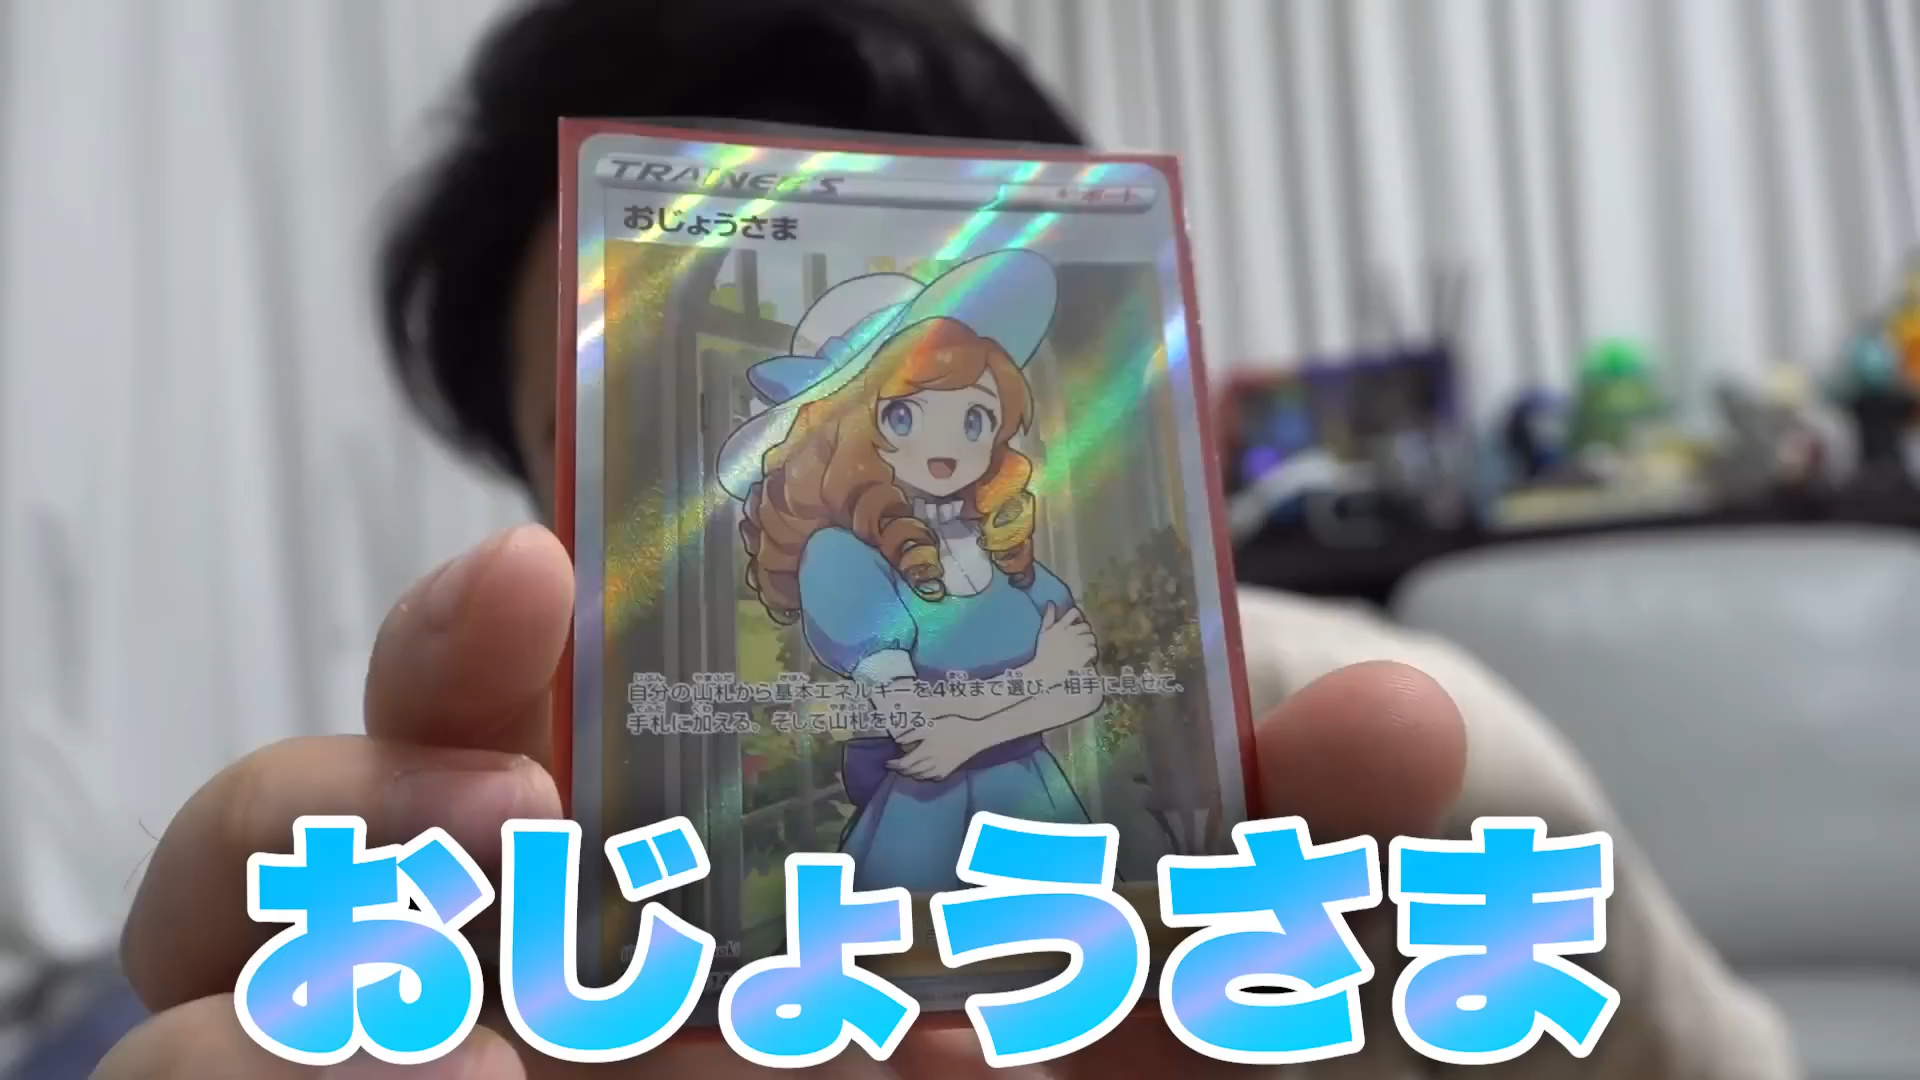 TRAINER'S
サポート
おじょうさま
自分の山札から基本エネルギーを4枚まで選び、相手に見せて、
手札に加える。そして山札を切る。
おじょうさま